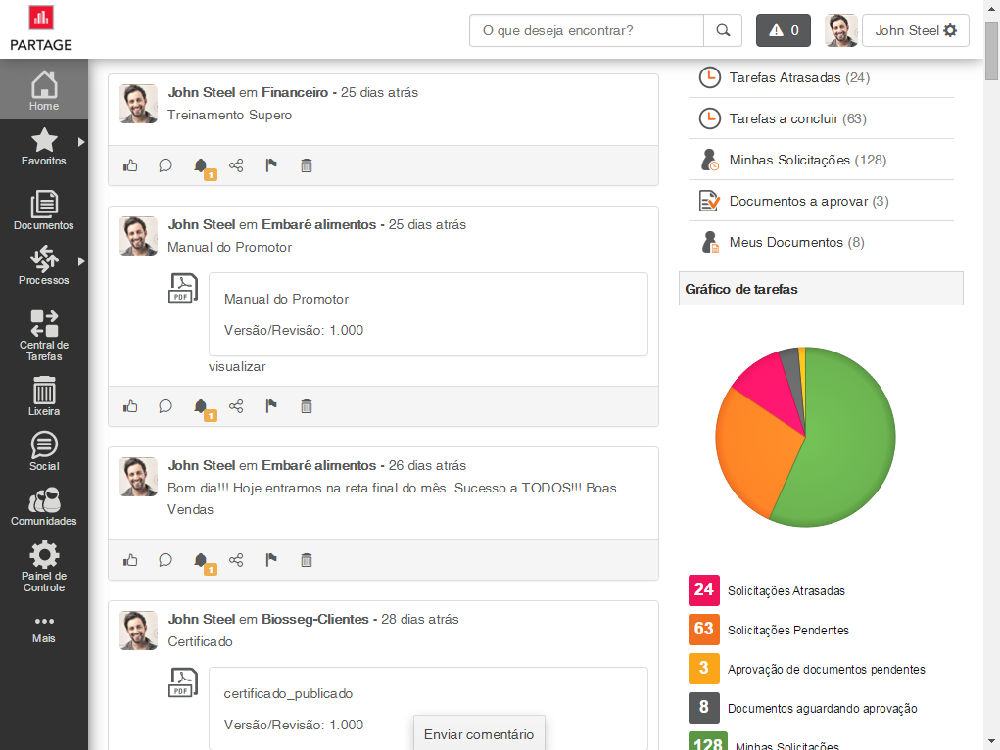 PARTAGE
O que deseja encontrar?
0
John Steel
Home
Favoritos
Documentos
Processos
Central de
Tarefas
Lixeira
Social
Comunidades
Painel de
Controle
Mais
John Steel em Financeiro - 25 dias atrás
Treinamento Supero
1
John Steel em Embaré alimentos - 25 dias atrás
Manual do Promotor
PDF
Manual do Promotor
Versão/Revisão: 1.000
visualizar
1
John Steel em Embaré alimentos - 26 dias atrás
Bom dia!!! Hoje entramos na reta final do mês. Sucesso a TODOS!!! Boas
Vendas
1
John Steel em Biosseg-Clientes - 28 dias atrás
Certificado
PDF
certificado_publicado
Versão/Revisão: 1.000
Enviar comentário
Tarefas Atrasadas (24)
Tarefas a concluir (63)
Minhas Solicitações (128)
Documentos a aprovar (3)
Meus Documentos (8)
Gráfico de tarefas
24 Solicitações Atrasadas
63 Solicitações Pendentes
3 Aprovação de documentos pendentes
8 Documentos aguardando aprovação
128 Minhas Solicitações